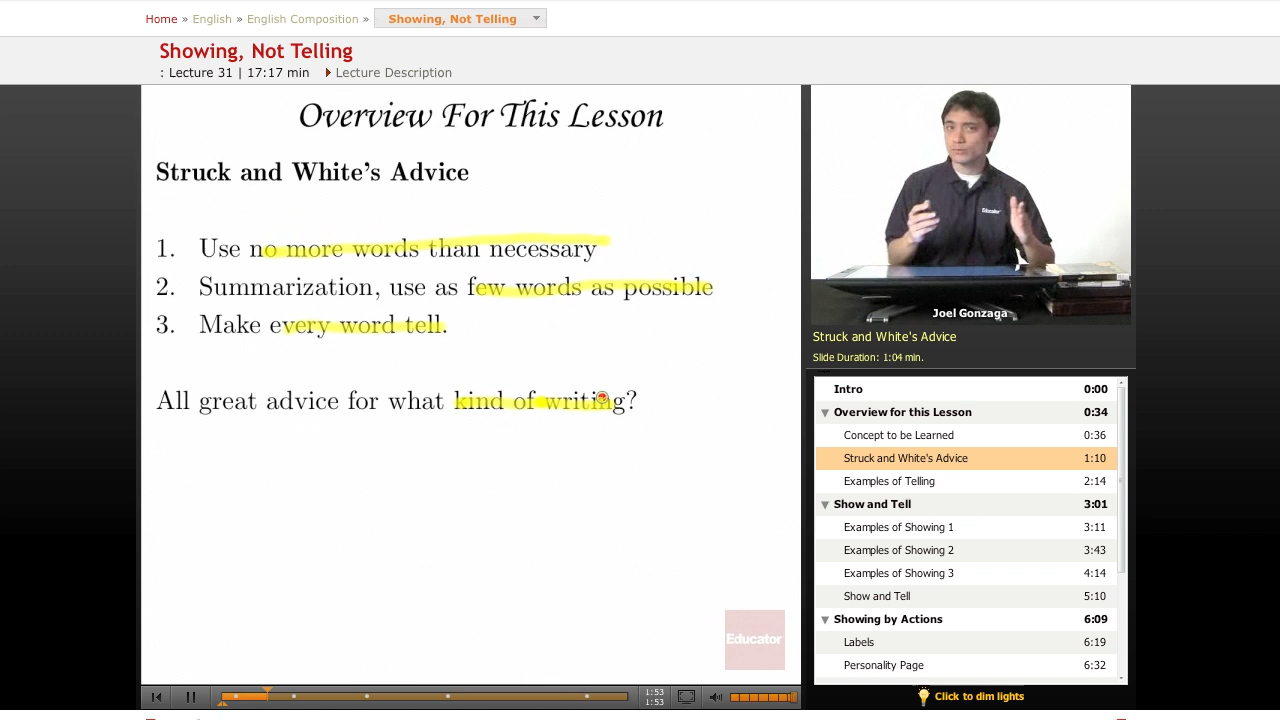 Home » English » English Composition » Showing, Not Telling
Showing, Not Telling
: Lecture 31 | 17:17 min Lecture Description
Overview For This Lesson
Struck and White's Advice
1. Use no more words than necessary
2. Summarization, use as few words as possible
3. Make every word tell.
All great advice for what kind of writing?
Educator
Educator
Joel Gonzaga
Struck and White's Advice
Slide Duration: 1:04 min.
Intro 0:00
Overview for this Lesson 0:34
Concept to be Learned 0:36
Struck and White's Advice 1:10
Examples of Telling 2:14
Show and Tell 3:01
Examples of Showing 1 3:11
Examples of Showing 2 3:43
Examples of Showing 3 4:14
Show and Tell 5:10
Showing by Actions 6:09
Labels 6:19
Personality Page 6:32
1:53
1:53
Click to dim lights